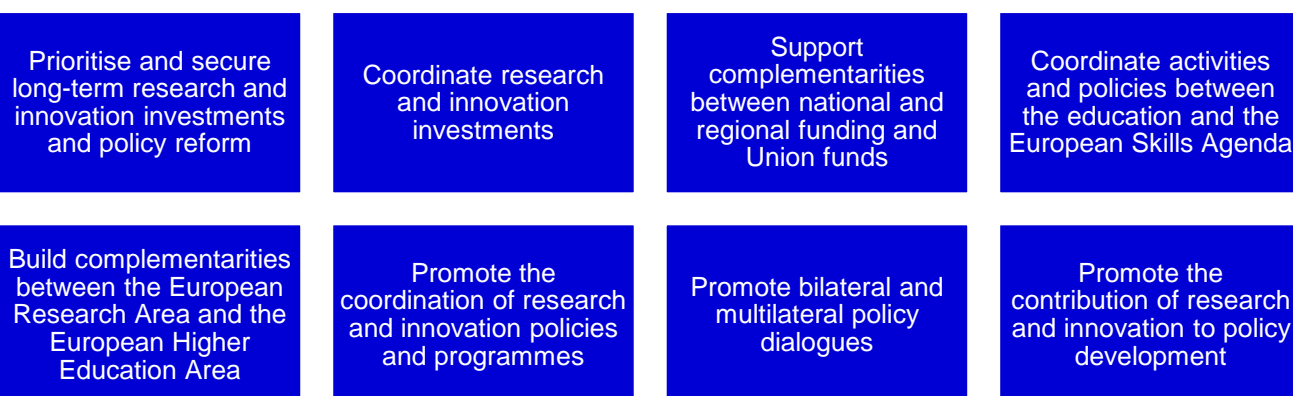 Prioritise and secure
long-term research and
innovation investments
and policy reform
Coordinate research
and innovation
investments
Support
complementarities
between national and
regional funding and
Union funds
Coordinate activities
and policies between
the education and the
European Skills Agenda
Build complementarities
between the European
Research Area and the
European Higher
Education Area
Promote the
coordination of research
and innovation policies
and programmes
Promote bilateral and
multilateral policy
dialogues
Promote the
contribution of research
and innovation to policy
development